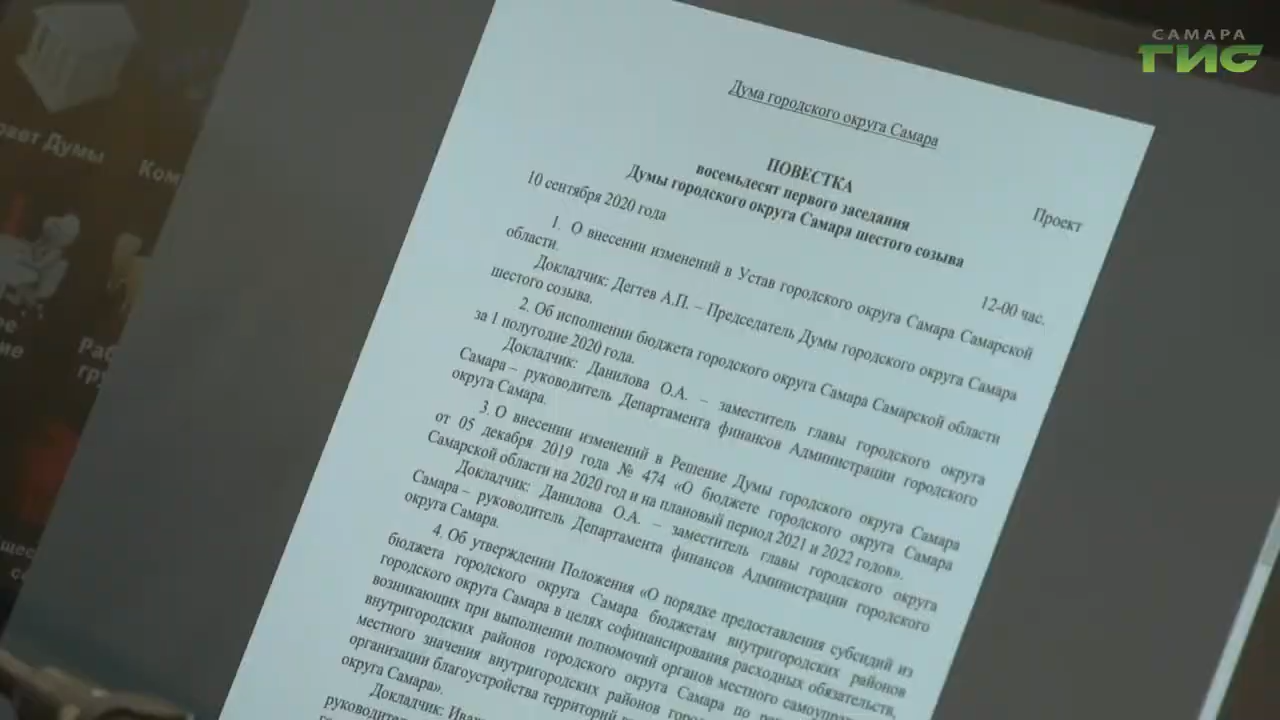 САМАРА
ГИС
Дума городского округа Самара
Проект
ПОВЕСТКА
восемьдесят первого заседания
Думы городского округа Самара шестого созыва
10 сентября 2020 года
12-00 час.
1. О внесении изменений в Устав городского округа Самара Самарской
области.
Докладчик: Дегтев А.П. – Председатель Думы городского округа Самара
шестого созыва.
2. Об исполнении бюджета городского округа Самара Самарской области
за 1 полугодие 2020 года.
Докладчик: Данилова О.А. – заместитель главы городского округа
Самара – руководитель Департамента финансов Администрации городского
округа Самара.
3. О внесении изменений в Решение Думы городского округа Самара
от 05 декабря 2019 года № 474 «О бюджете городского округа Самара
Самарской области на 2020 год и на плановый период 2021 и 2022 годов».
Докладчик: Данилова О.А. – заместитель главы городского округа
Самара – руководитель Департамента финансов Администрации городского
округа Самара.
4. Об утверждении Положения «О порядке предоставления субсидий из
бюджета городского округа Самара бюджетам внутригородских районов
городского округа Самара в целях софинансирования расходных обязательств,
возникающих при выполнении полномочий органов местного самоуправ
местного значения внутригородских районов городского округа Самара по
организации благоустройства территорий
округа Самара».
Докладчик:
Думы